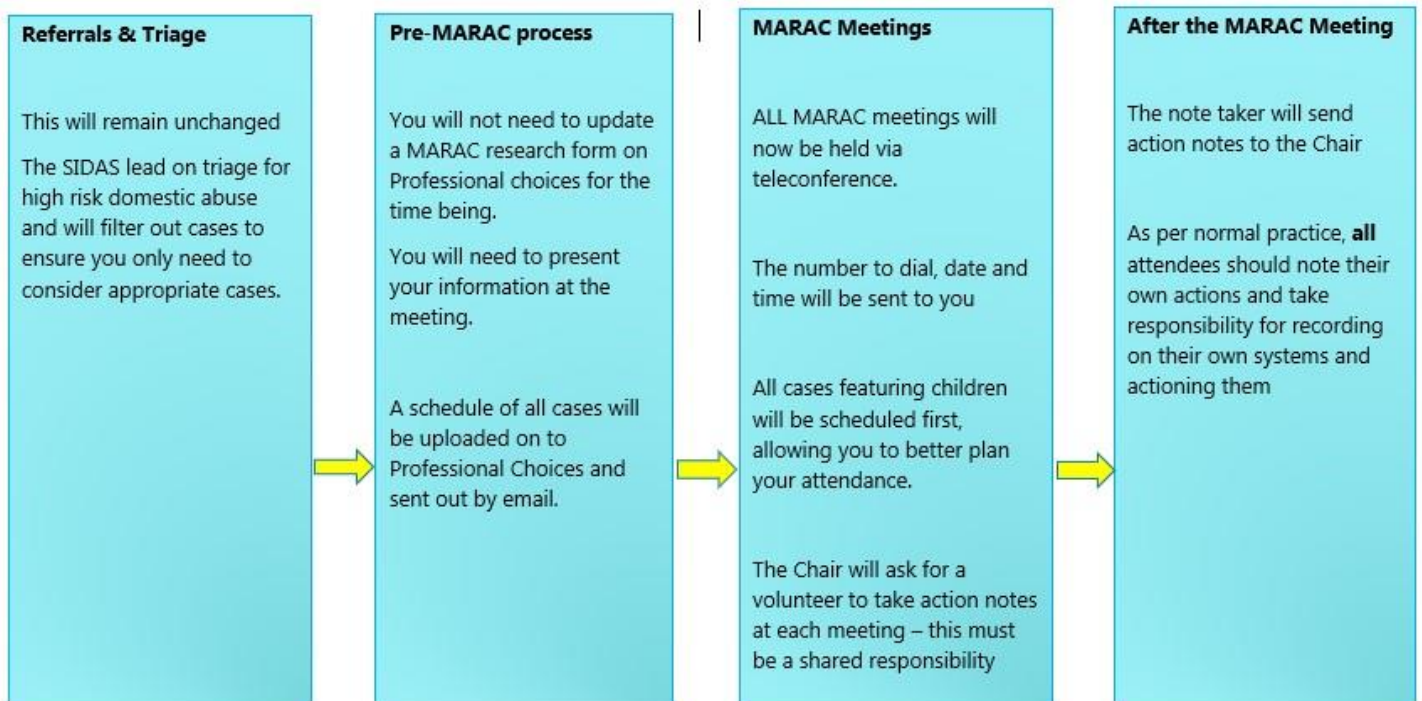 Referrals & Triage
This will remain unchanged
The SIDAS lead on triage for
high risk domestic abuse
and will filter out cases to
ensure you only need to
consider appropriate cases.
Pre-MARAC process
You will not need to update
a MARAC research form on
Professional choices for the
time being.
You will need to present
your information at the
meeting.
A schedule of all cases will
be uploaded on to
Professional Choices and
sent out by email.
MARAC Meetings
ALL MARAC meetings will
now be held via
teleconference.
The number to dial, date and
time will be sent to you
All cases featuring children
will be scheduled first,
allowing you to better plan
your attendance.
The Chair will ask for a
volunteer to take action notes
at each meeting – this must
be a shared responsibility
After the MARAC Meeting
The note taker will send
action notes to the Chair
As per normal practice, all
attendees should note their
own actions and take
responsibility for recording
on their own systems and
actioning them